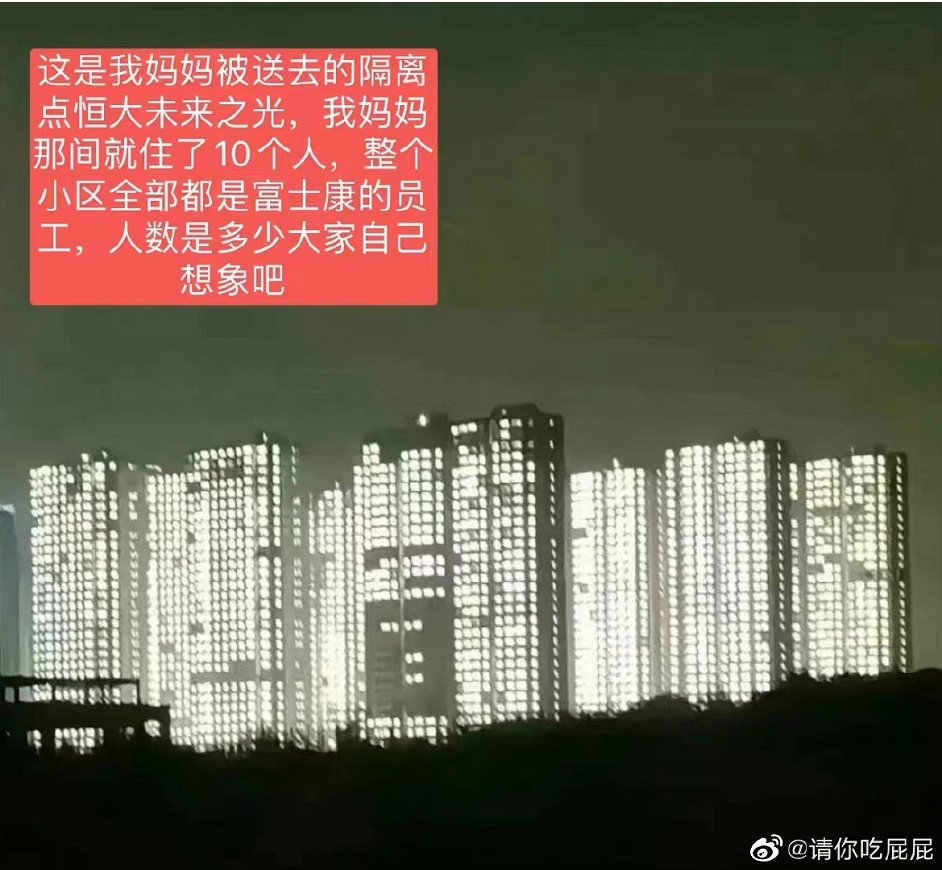 这是我妈妈被送去的隔离
点恒大未来之光，我妈妈
那间就住了10个人，整个
小区全部都是富士康的员
工，人数是多少大家自己
想象吧
@请你吃屁屁